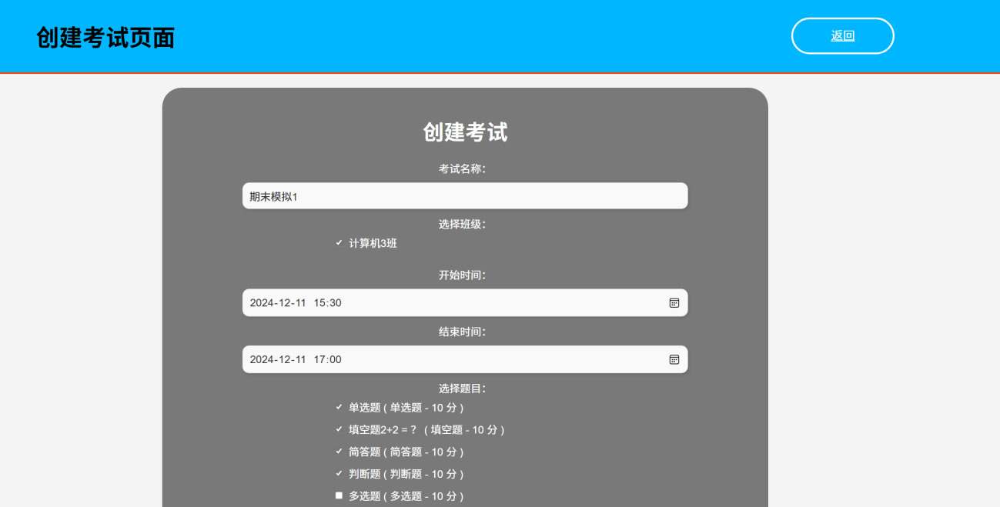 创建考试页面
返回
创建考试
考试名称：
期末模拟1
选择班级：
计算机3班
开始时间：
2024-12-11 15:30
结束时间：
2024-12-11 17:00
选择题目：
单选题 ( 单选题 - 10 分 )
填空题2+2 = ？ ( 填空题 - 10 分 )
简答题 ( 简答题 - 10 分 )
判断题 ( 判断题 - 10 分 )
多选题 ( 多选题 - 10 分 )